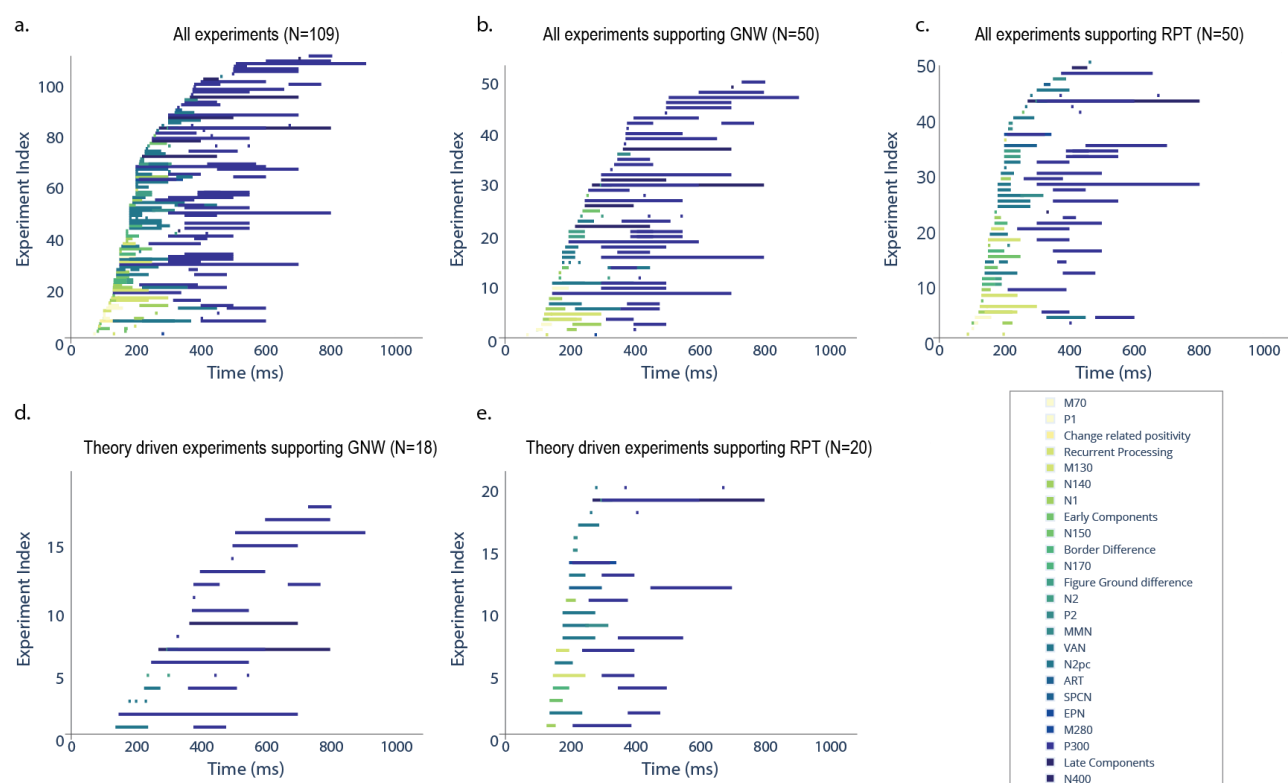 a.
All experiments (N=109)
Experiment Index
100
80
60
40
20
0
0 200 400 600 800 1000
Time (ms)
b.
All experiments supporting GNW (N=50)
Experiment Index
50
40
30
20
10
0
0 200 400 600 800 1000
Time (ms)
c.
All experiments supporting RPT (N=50)
Experiment Index
50
40
30
20
10
0
0 200 400 600 800 1000
Time (ms)
d.
Theory driven experiments supporting GNW (N=18)
Experiment Index
15
10
5
0
0 200 400 600 800 1000
Time (ms)
e.
Theory driven experiments supporting RPT (N=20)
Experiment Index
20
15
10
5
0
0 200 400 600 800 1000
Time (ms)
M70
P1
Change related positivity
Recurrent Processing
M130
N140
N1
Early Components
N150
Border Difference
N170
Figure Ground difference
N2
P2
MMN
VAN
N2pc
ART
SPCN
EPN
M280
P300
Late Components
N400